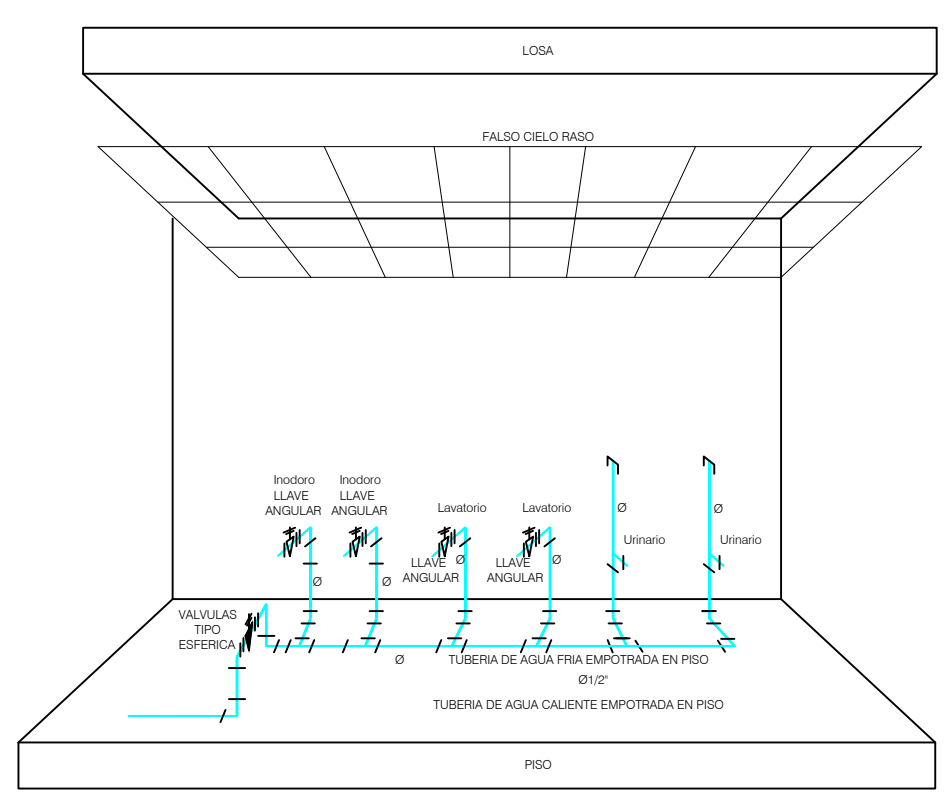 LOSA
FALSO CIELO RASO
Inodoro
LLAVE
ANGULAR
Inodoro
LLAVE
ANGULAR
Lavatorio
Lavatorio
Ø
Ø
Urinario
Urinario
LLAVE
ANGULAR
Ø
LLAVE
ANGULAR
Ø
Ø
Ø
VALVULAS
TIPO
ESFERICA
Ø
TUBERIA DE AGUA FRIA EMPOTRADA EN PISO
Ø1/2"
TUBERIA DE AGUA CALIENTE EMPOTRADA EN PISO
PISO